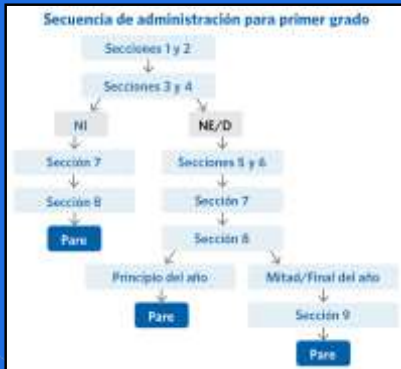 Secuencia de administración para primer grado
Secciones 1 y 2
Secciones 3 y 4
NI NE/D
Sección 7 Secciones 5 y 6
Sección 8 Sección 7
Pare Sección 8
Principio del año Mitad/Final del año
Pare Sección 9
Pare